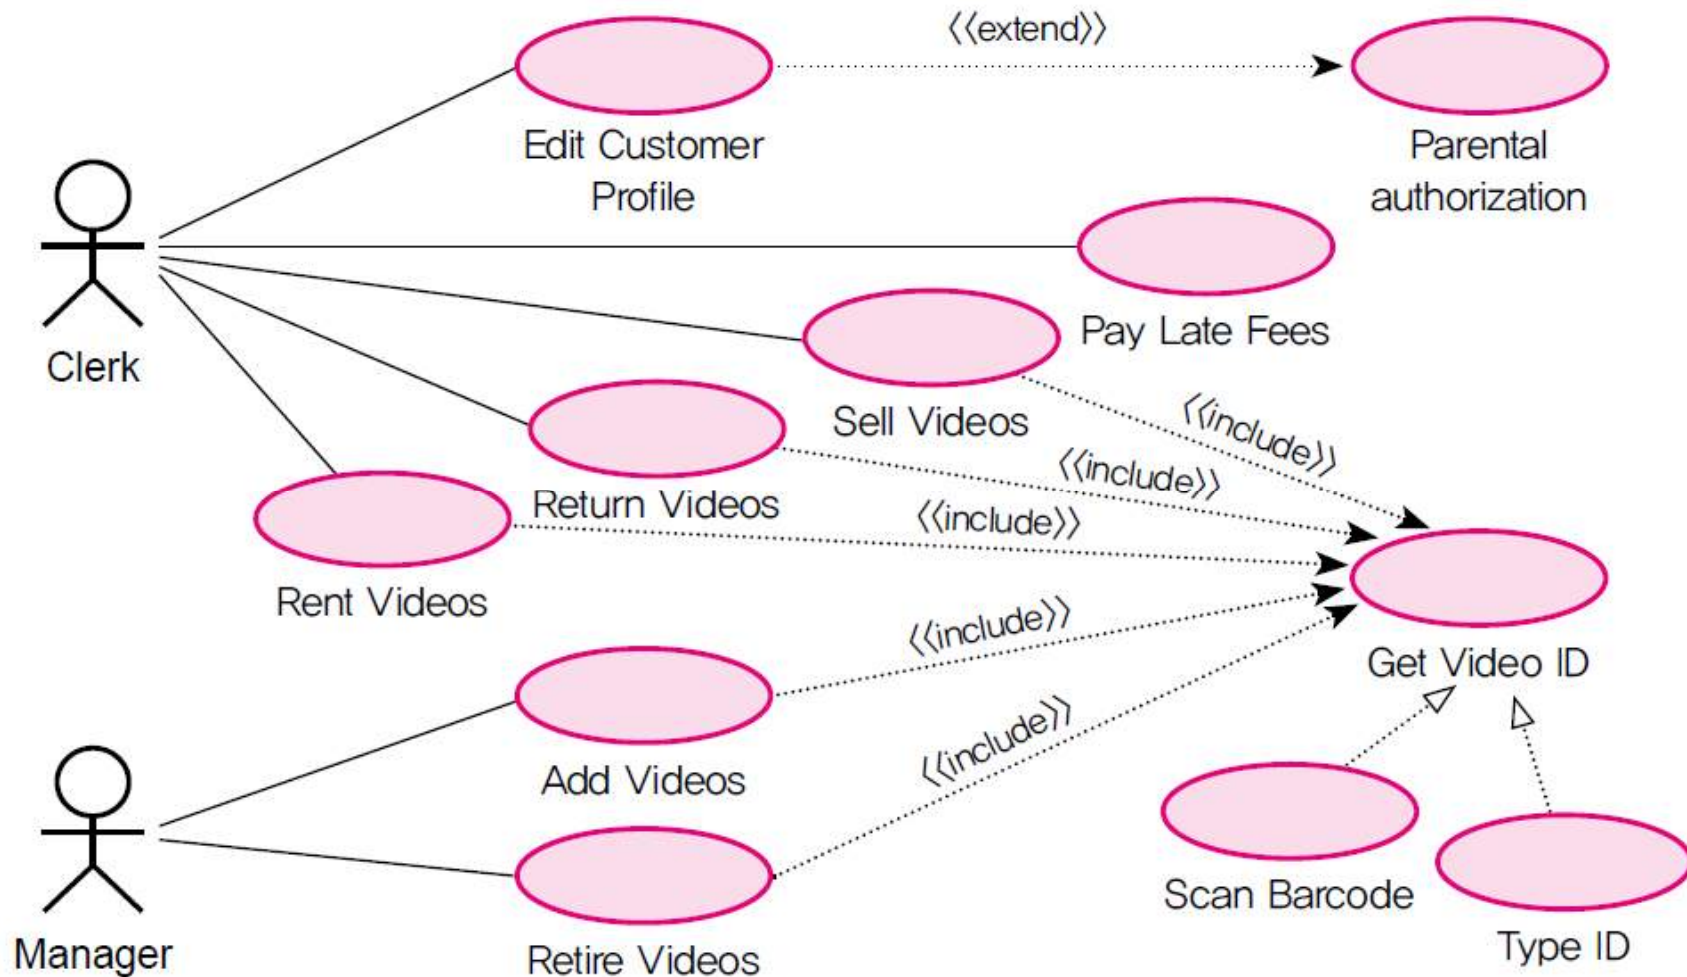 <<extend>>
Edit Customer
Profile
Parental
authorization
Clerk
Pay Late Fees
Sell Videos
<<include>>
<<include>>
Return Videos
<<include>>
Rent Videos
<<include>>
Get Video ID
Add Videos
<<include>>
Scan Barcode
Manager
Retire Videos
Type ID